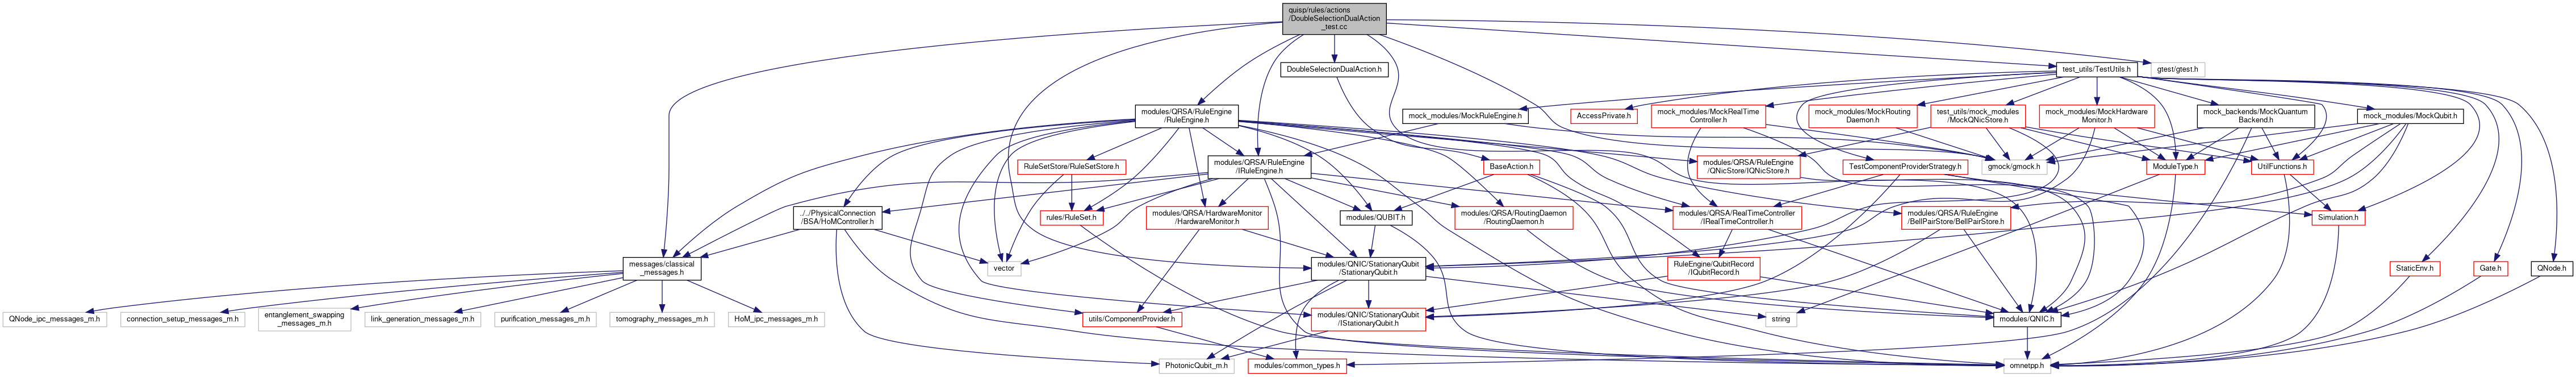 quisp/rules/actions
/DoubleSelectionDualAction
_test.cc
DoubleSelectionDualAction.h
test_utils/TestUtils.h
gtest/gtest.h
modules/QRSA/RuleEngine
/RuleEngine.h
mock_modules/MockRuleEngine.h
AccessPrivate.h
mock_modules/MockRealTime
Controller.h
mock_modules/MockRouting
Daemon.h
test_utils/mock_modules
/MockQNicStore.h
mock_modules/MockHardware
Monitor.h
mock_backends/MockQuantum
Backend.h
mock_modules/MockQubit.h
RuleSetStore/RuleSetStore.h
modules/QRSA/RuleEngine
/IRuleEngine.h
BaseAction.h
modules/QRSA/RuleEngine
/QNicStore/IQNicStore.h
gmock/gmock.h
TestComponentProviderStrategy.h
ModuleType.h
UtilFunctions.h
../../PhysicalConnection
/BSA/HoMController.h
rules/RuleSet.h
modules/QRSA/HardwareMonitor
/HardwareMonitor.h
modules/QUBIT.h
modules/QRSA/RoutingDaemon
/RoutingDaemon.h
modules/QRSA/RealTimeController
/IRealTimeController.h
modules/QRSA/RuleEngine
/BellPairStore/BellPairStore.h
Simulation.h
messages/classical
_messages.h
vector
modules/QNIC/StationaryQubit
/StationaryQubit.h
RuleEngine/QubitRecord
/IQubitRecord.h
StaticEnv.h
Gate.h
QNode.h
QNode_ipc_messages_m.h
connection_setup_messages_m.h
entanglement_swapping
_messages_m.h
link_generation_messages_m.h
purification_messages_m.h
tomography_messages_m.h
HoM_ipc_messages_m.h
utils/ComponentProvider.h
modules/QNIC/StationaryQubit
/IStationaryQubit.h
string
modules/QNIC.h
PhotonicQubit_m.h
modules/common_types.h
omnetpp.h